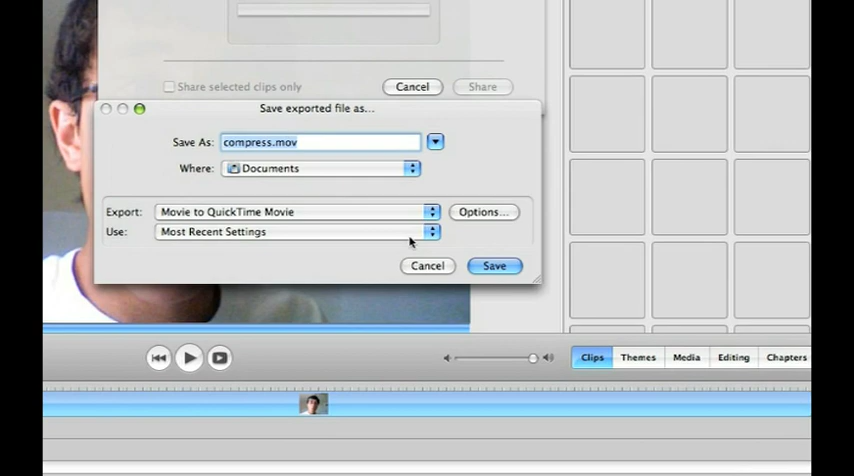 Share selected clips only Cancel Share
Save exported file as...
Save As: compress.mov
Where: Documents
Export: Movie to QuickTime Movie Options...
Use: Most Recent Settings
Cancel Save
Clips Themes Media Editing Chapters